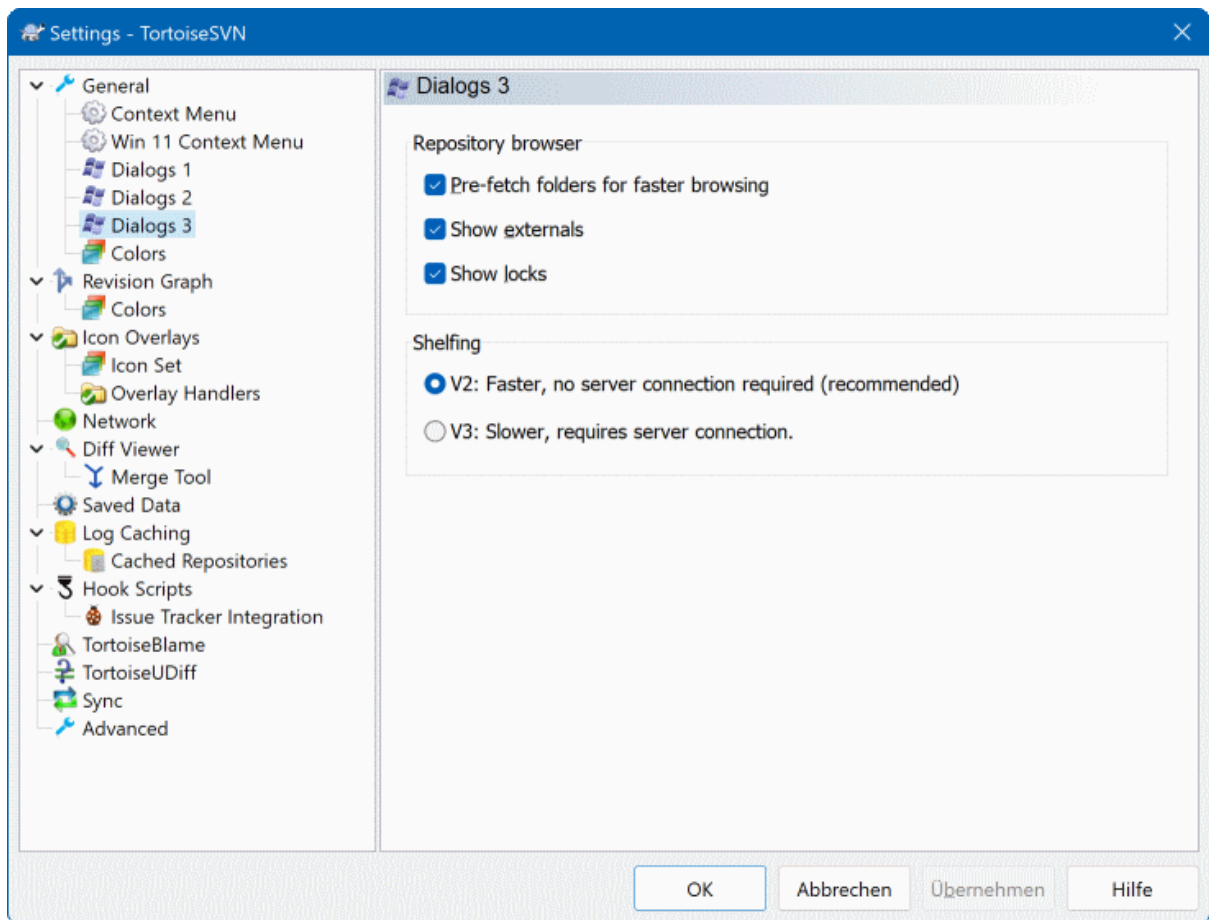 Settings - TortoiseSVN
General
Context Menu
Win 11 Context Menu
Dialogs 1
Dialogs 2
Dialogs 3
Colors
Revision Graph
Colors
Icon Overlays
Icon Set
Overlay Handlers
Network
Diff Viewer
Merge Tool
Saved Data
Log Caching
Cached Repositories
Hook Scripts
Issue Tracker Integration
TortoiseBlame
TortoiseUDiff
Sync
Advanced
Dialogs 3
Repository browser
Pre-fetch folders for faster browsing
Show externals
Show locks
Shelfing
V2: Faster, no server connection required (recommended)
V3: Slower, requires server connection.
OK Abbrechen Übernehmen Hilfe